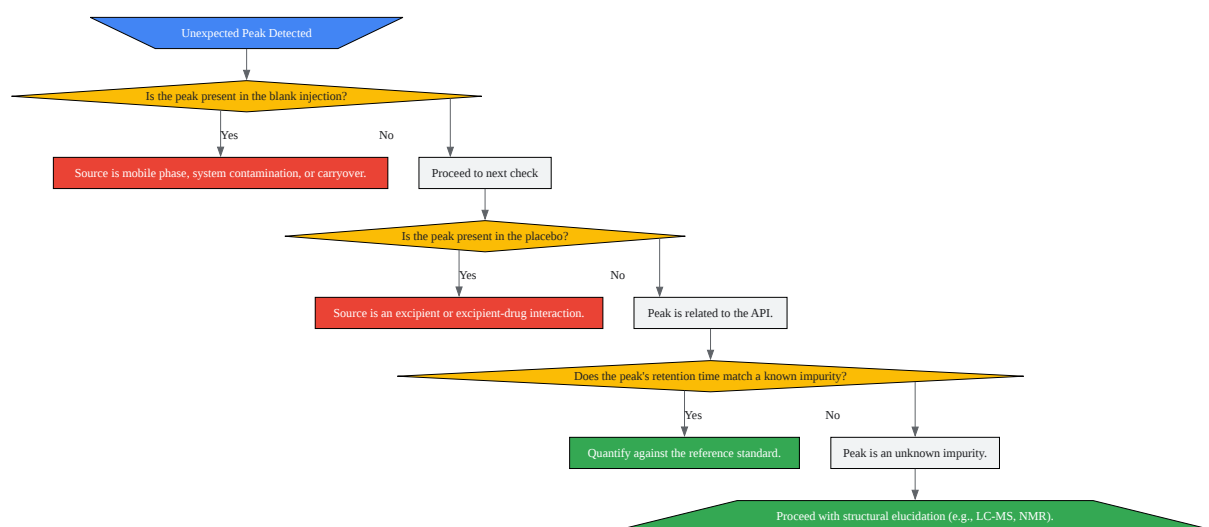 Unexpected Peak Detected
Is the peak present in the blank injection?
Yes
No
Source is mobile phase, system contamination, or carryover.
Proceed to next check
Is the peak present in the placebo?
Yes
No
Source is an excipient or excipient-drug interaction.
Peak is related to the API.
Does the peak's retention time match a known impurity?
Yes
No
Quantify against the reference standard.
Peak is an unknown impurity.
Proceed with structural elucidation (e.g., LC-MS, NMR).